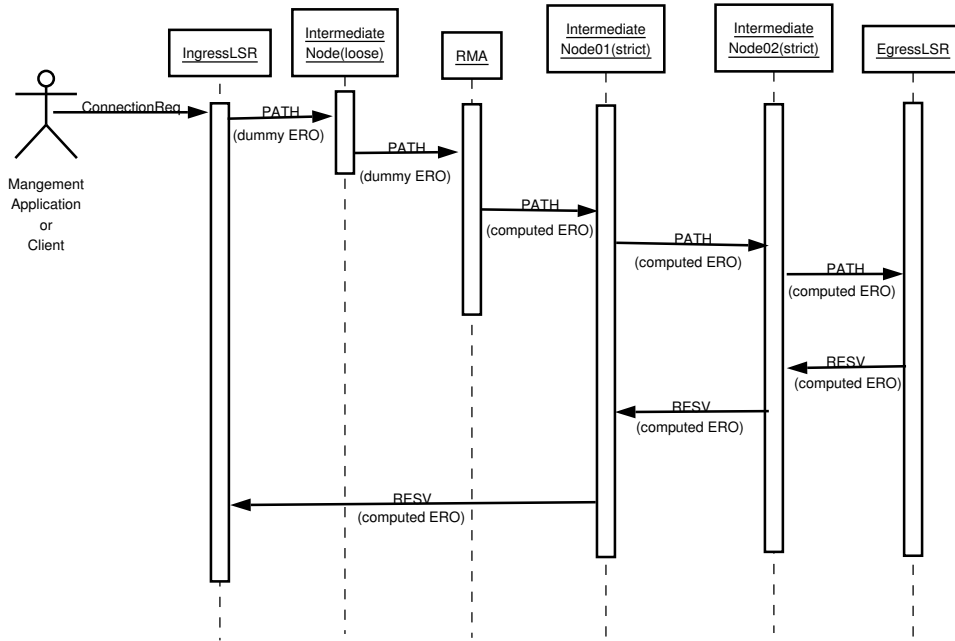 IngressLSR
Intermediate
Node(loose)
RMA
Intermediate
Node01(strict)
Intermediate
Node02(strict)
EgressLSR
ConnectionReq
PATH
(dummy ERO)
PATH
(dummy ERO)
Mangement
Application
or
Client
PATH
(computed ERO)
PATH
(computed ERO)
PATH
(computed ERO)
RESV
(computed ERO)
RESV
(computed ERO)
RESV
(computed ERO)